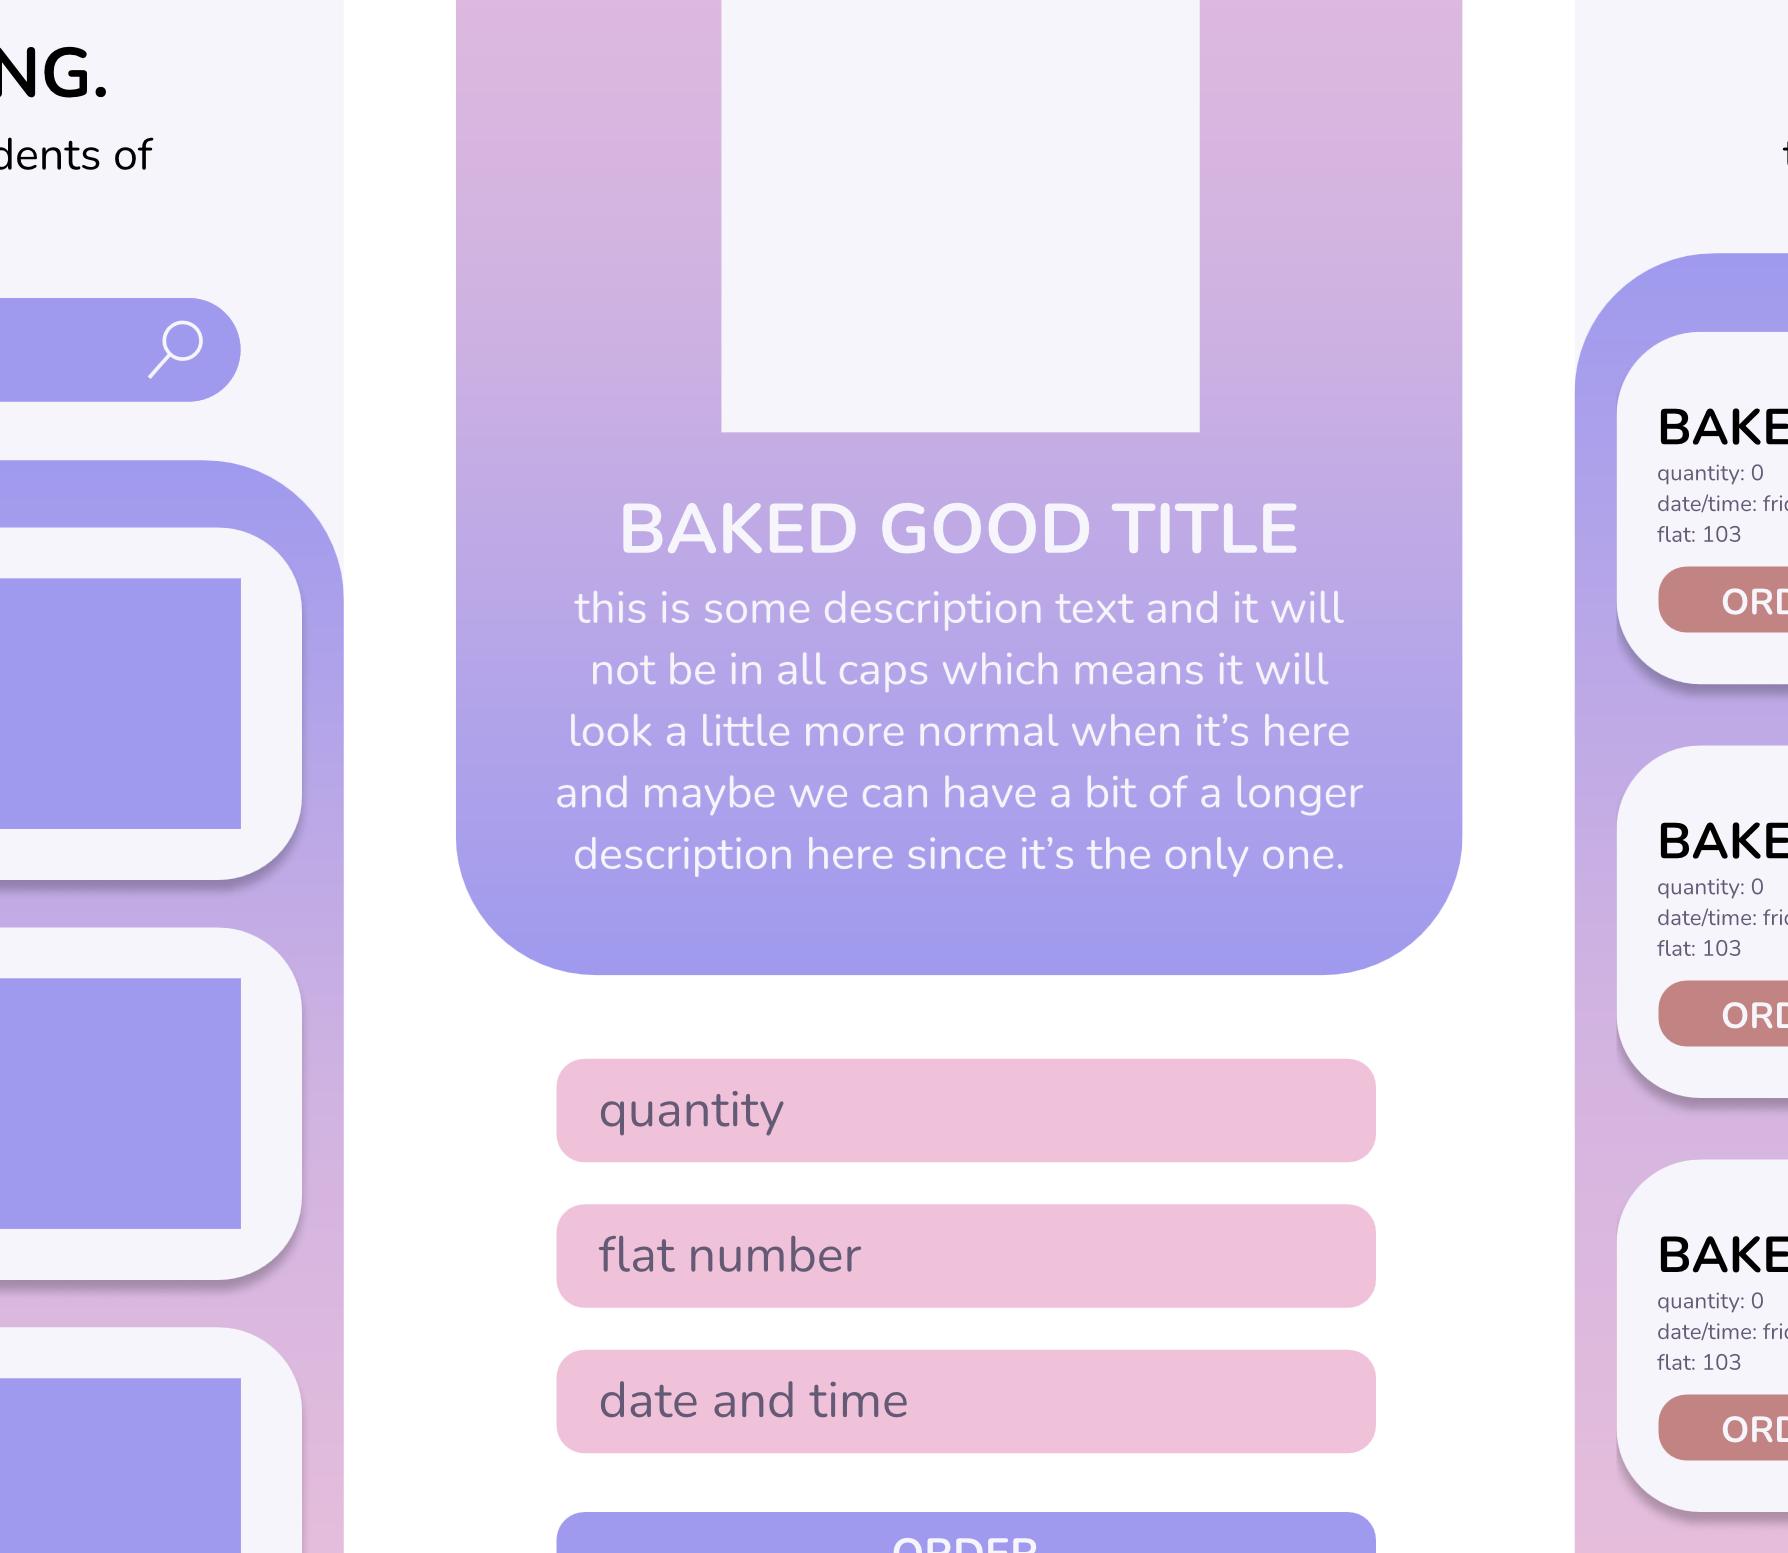 NG.
dents of
BAKED GOOD TITLE
this is some description text and it will
not be in all caps which means it will
look a little more normal when it’s here
and maybe we can have a bit of a longer
description here since it’s the only one.
quantity
flat number
date and time
ORDER
BAKE
quantity: 0
date/time: fri
flat: 103
ORD
BAKE
quantity: 0
date/time: fri
flat: 103
ORD
BAKE
quantity: 0
date/time: fri
flat: 103
ORD